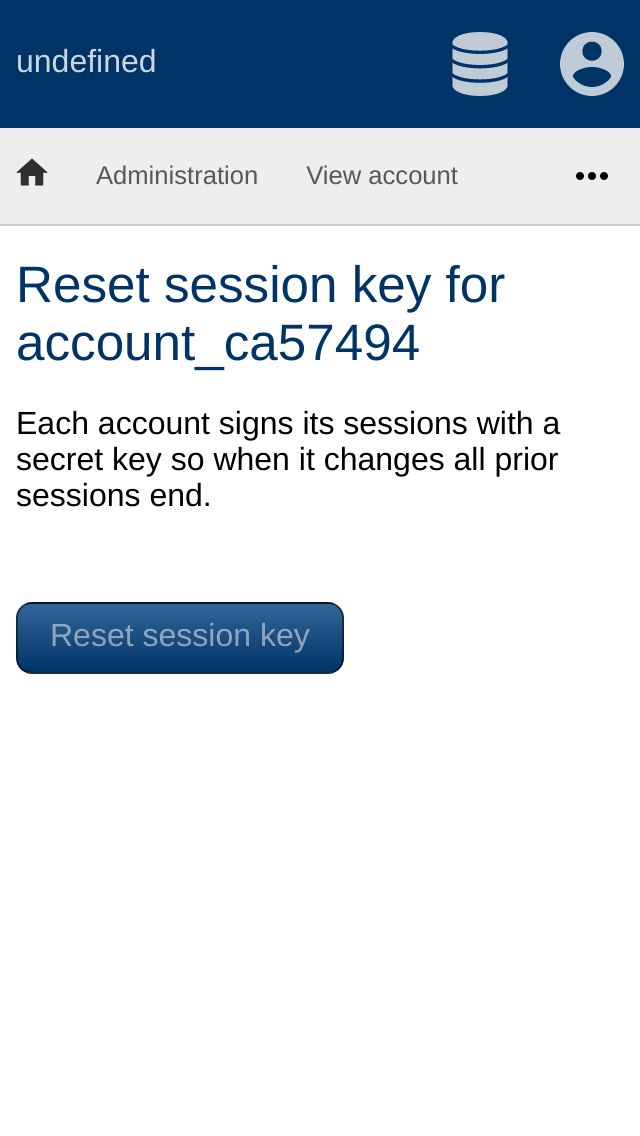 undefined
Administration View account
Reset session key for
account_ca57494
Each account signs its sessions with a
secret key so when it changes all prior
sessions end.
Reset session key